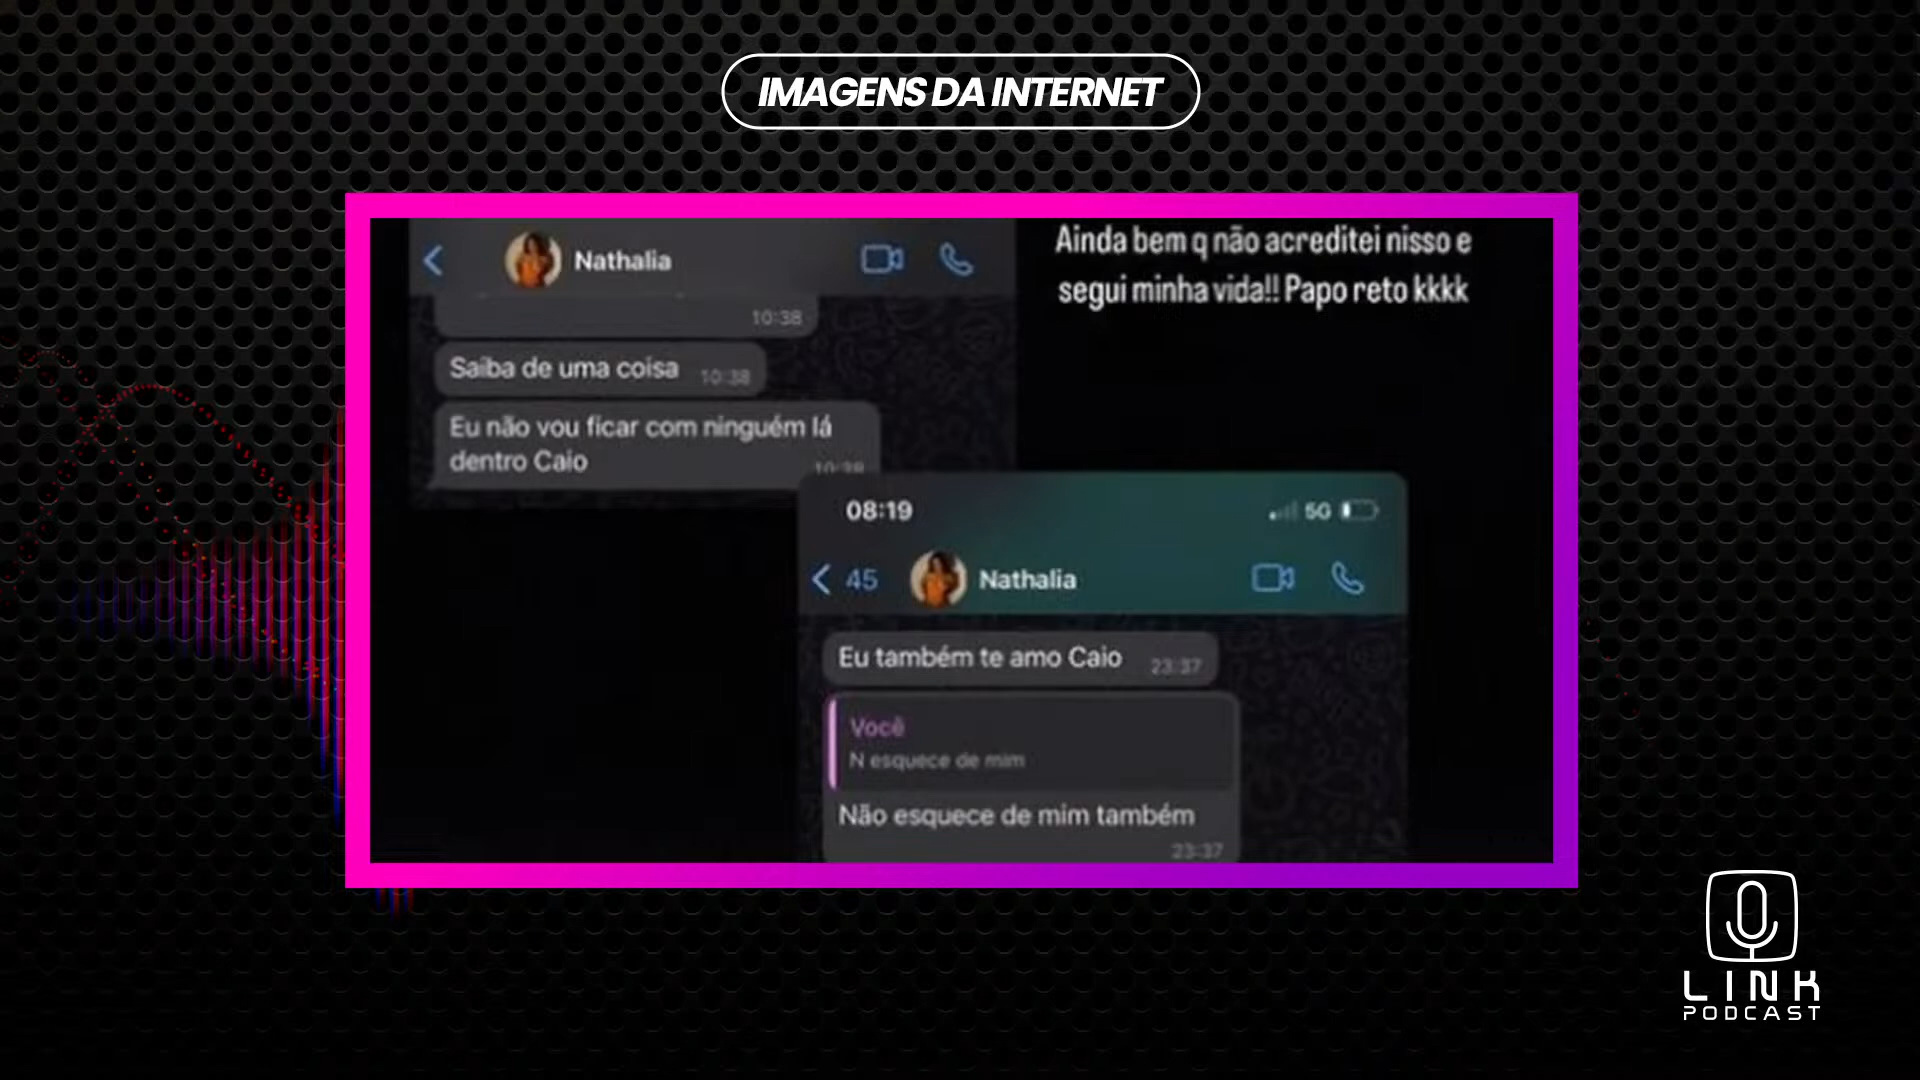 IMAGENS DA INTERNET
Nathalia
10:38
Saiba de uma coisa 10:38
Eu não vou ficar com ninguém lá
dentro Caio
10:38
Ainda bem q não acreditei nisso e
segui minha vida!! Papo reto kkkk
08:19
5G
45
Nathalia
Eu também te amo Caio 23:37
Você
N esquece de mim
Não esquece de mim também
23:37
LINK
PODCAST